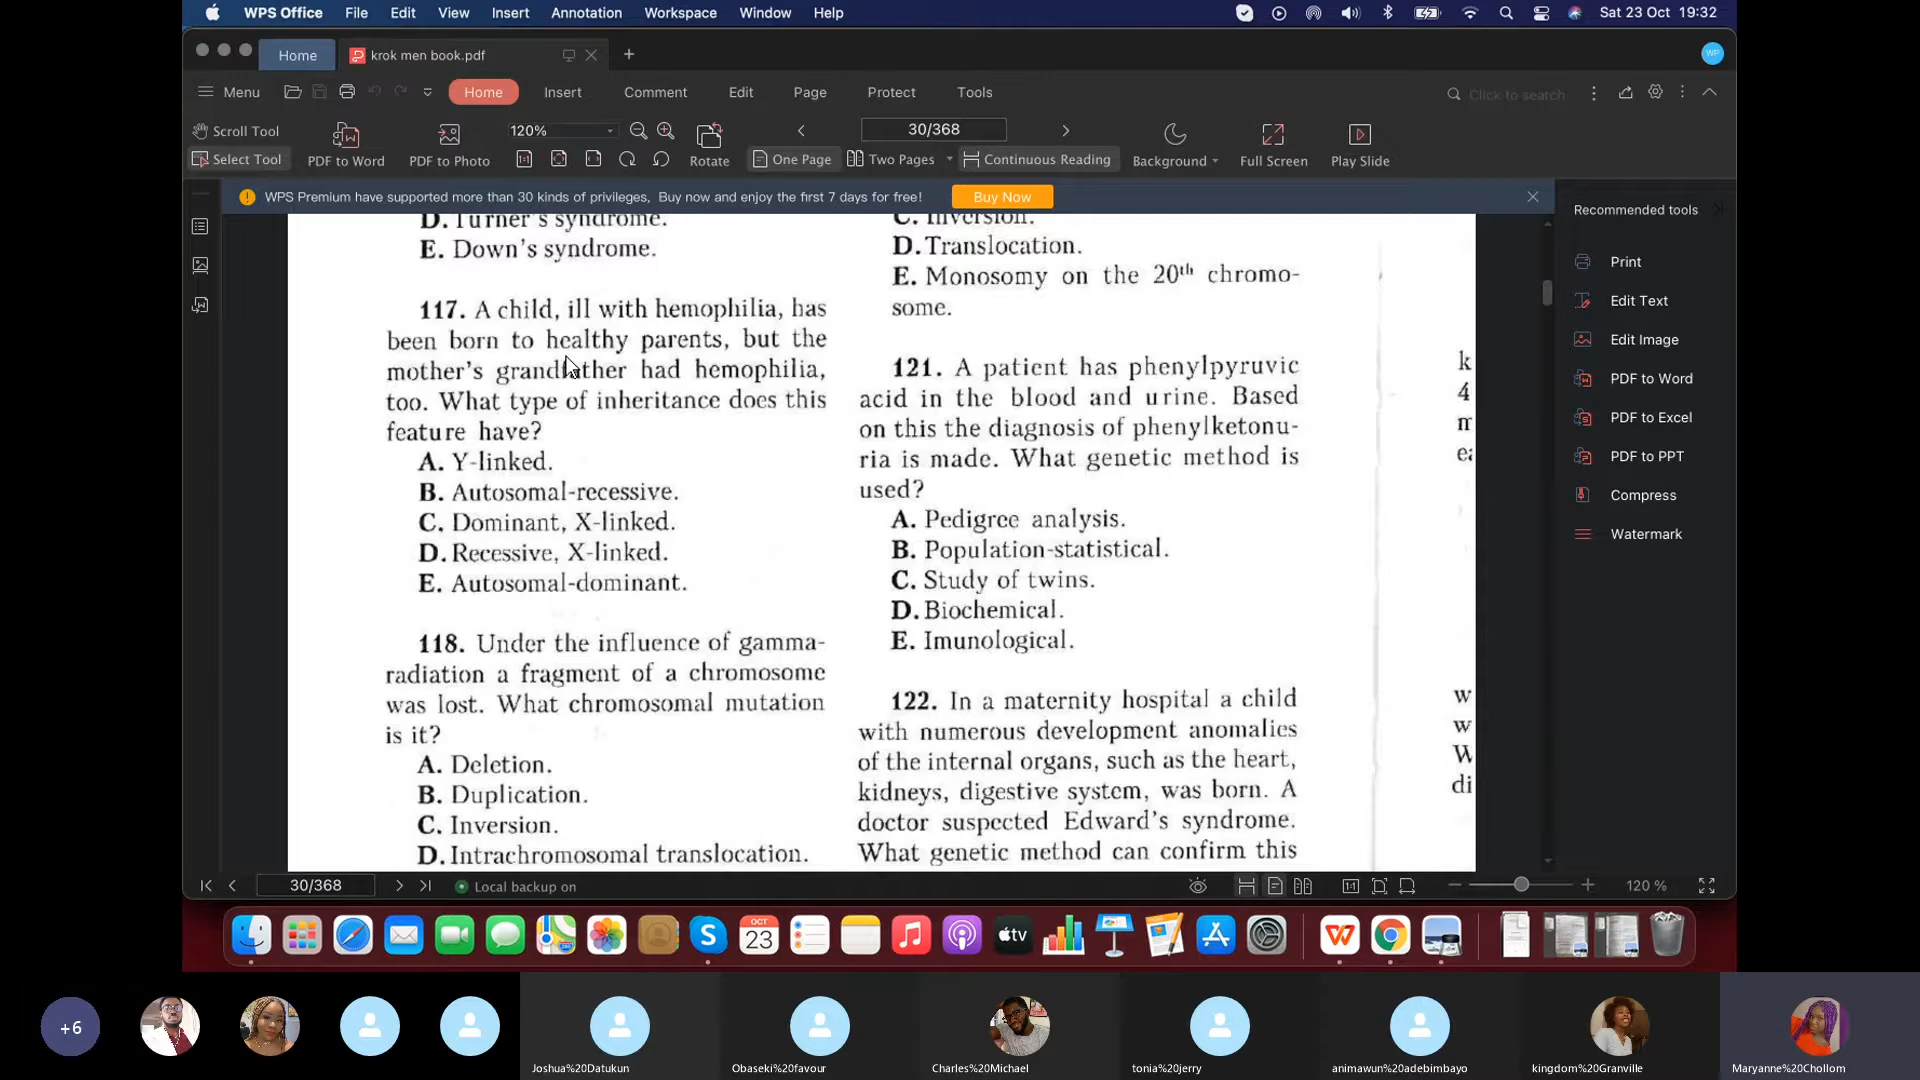 WPS Office File Edit View Insert Annotation Workspace Window Help Sat 23 Oct 19:32
Home krok men book.pdf
Menu Home Insert Comment Edit Page Protect Tools Click to search
Scroll Tool 120% 30/368
Select Tool PDF to Word PDF to Photo Rotate One Page Two Pages Continuous Reading Background Full Screen Play Slide
WPS Premium have supported more than 30 kinds of privileges, Buy now and enjoy the first 7 days for free! Buy Now
Recommended tools
Print
Edit Text
Edit Image
PDF to Word
PDF to Excel
PDF to PPT
Compress
Watermark
D. Turner's syndrome.
E. Down's syndrome.
117. A child, ill with hemophilia, has
been born to healthy parents, but the
mother's grandfather had hemophilia,
too. What type of inheritance does this
feature have?
A. Y-linked.
B. Autosomal-recessive.
C. Dominant, X-linked.
D. Recessive, X-linked.
E. Autosomal-dominant.
118. Under the influence of gamma-
radiation a fragment of a chromosome
was lost. What chromosomal mutation
is it?
A. Deletion.
B. Duplication.
C. Inversion.
D. Intrachromosomal translocation.
C. Inversion.
D. Translocation.
E. Monosomy on the 20th chromo-
some.
121. A patient has phenylpyruvic
acid in the blood and urine. Based
on this the diagnosis of phenylketonu-
ria is made. What genetic method is
used?
A. Pedigree analysis.
B. Population-statistical.
C. Study of twins.
D. Biochemical.
E. Imunological.
122. In a maternity hospital a child
with numerous development anomalies
of the internal organs, such as the heart,
kidneys, digestive system, was born. A
doctor suspected Edward's syndrome.
What genetic method can confirm this
k
4
m
ea
w
w
W
di
30/368 Local backup on 120 %
OCT
23
tv
+6
Joshua%20Datukun
Obaseki%20favour
Charles%20Michael
tonia%20jerry
animawun%20adebimbayo
kingdom%20Granville
Maryanne%20Chollom